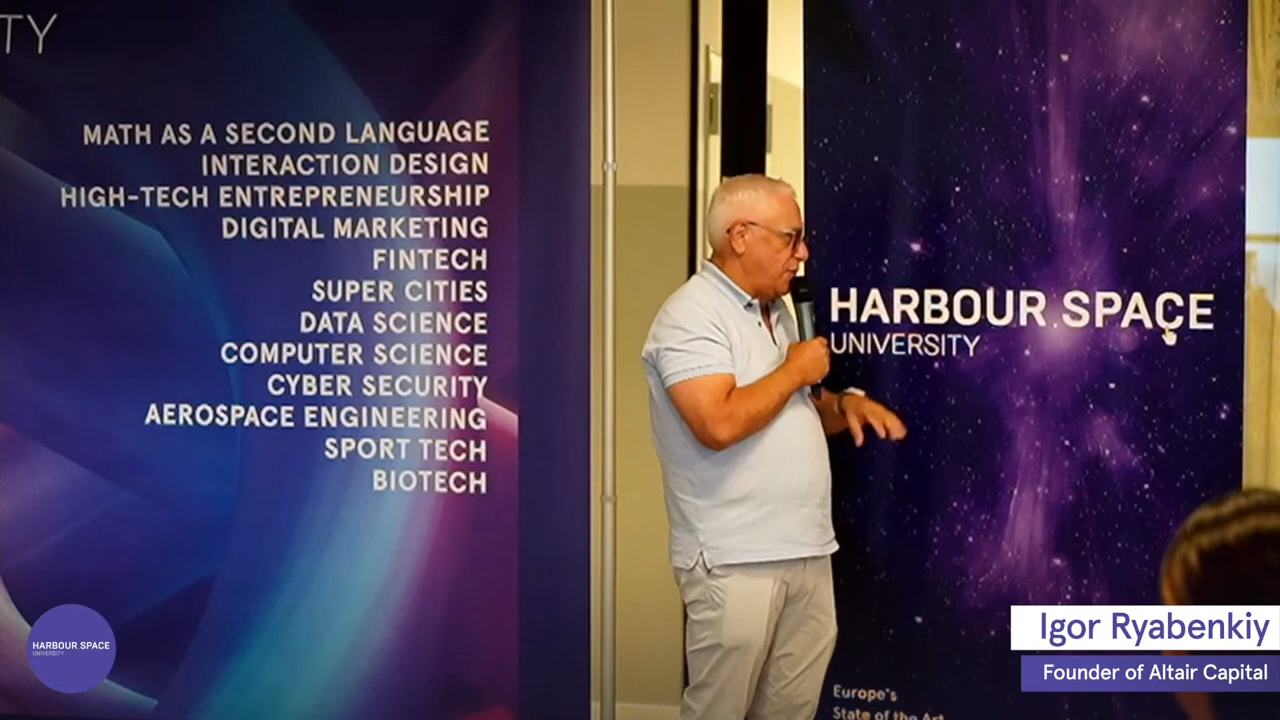 TY
MATH AS A SECOND LANGUAGE
INTERACTION DESIGN
HIGH-TECH ENTREPRENEURSHIP
DIGITAL MARKETING
FINTECH
SUPER CITIES
DATA SCIENCE
COMPUTER SCIENCE
CYBER SECURITY
AEROSPACE ENGINEERING
SPORT TECH
BIOTECH
HARBOUR.SPACE
UNIVERSITY
Europe's
State of the Art
HARBOUR.SPACE
UNIVERSITY
Igor Ryabenkiy
Founder of Altair Capital